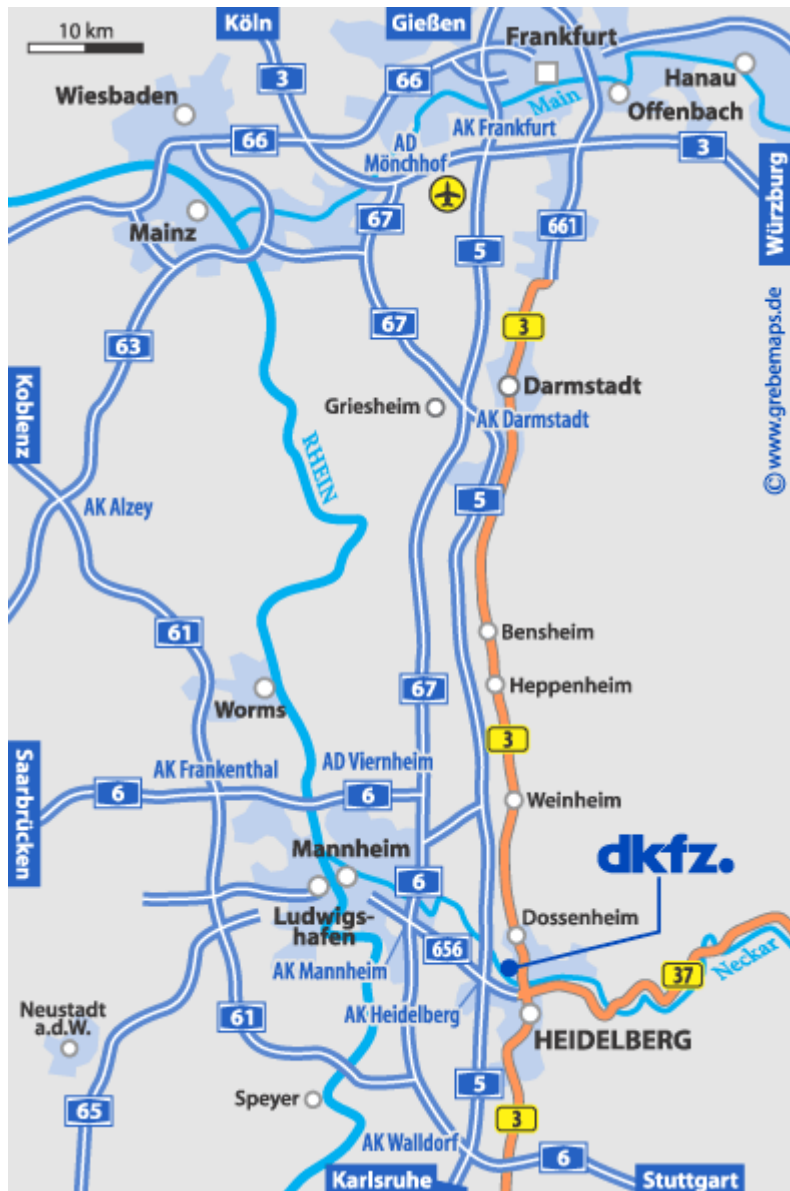 10 km
Köln
Gießen
Frankfurt
Hanau
Offenbach
Main
Wiesbaden
3
66
66
AD
Mönchhof
AK Frankfurt
3
Würzburg
Mainz
67
5
661
© www.grebemaps.de
63
67
3
Koblenz
Griesheim
Darmstadt
AK Darmstadt
RHEIN
5
AK Alzey
61
Bensheim
67
Heppenheim
Worms
3
Saarbrücken
AK Frankenthal
AD Viernheim
6
6
Weinheim
Mannheim
dkfz.
6
Ludwigs-
hafen
Dossenheim
656
AK Mannheim
37
Neckar
Neustadt
a.d.W.
61
AK Heidelberg
HEIDELBERG
65
Speyer
5
3
AK Walldorf
6
Karlsruhe
Stuttgart